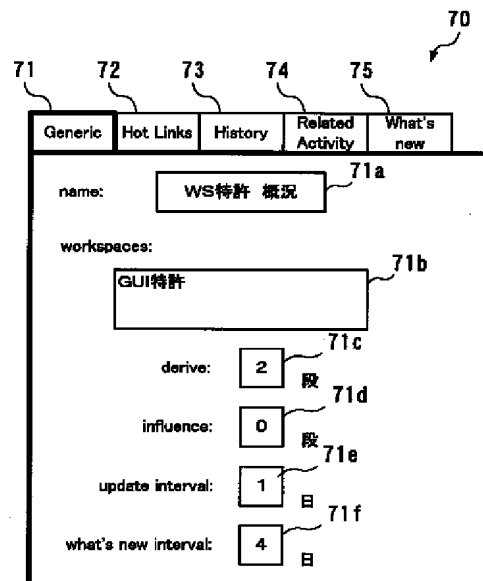 70
71 72 73 74 75
Generic Hot Links History Related Activity What's new
71a
name: WS特許 概況
workspaces:
71b
GUI特許
71c
derive: 2 段
71d
influence: 0 段
71e
update interval: 1 日
71f
what's new interval: 4 日